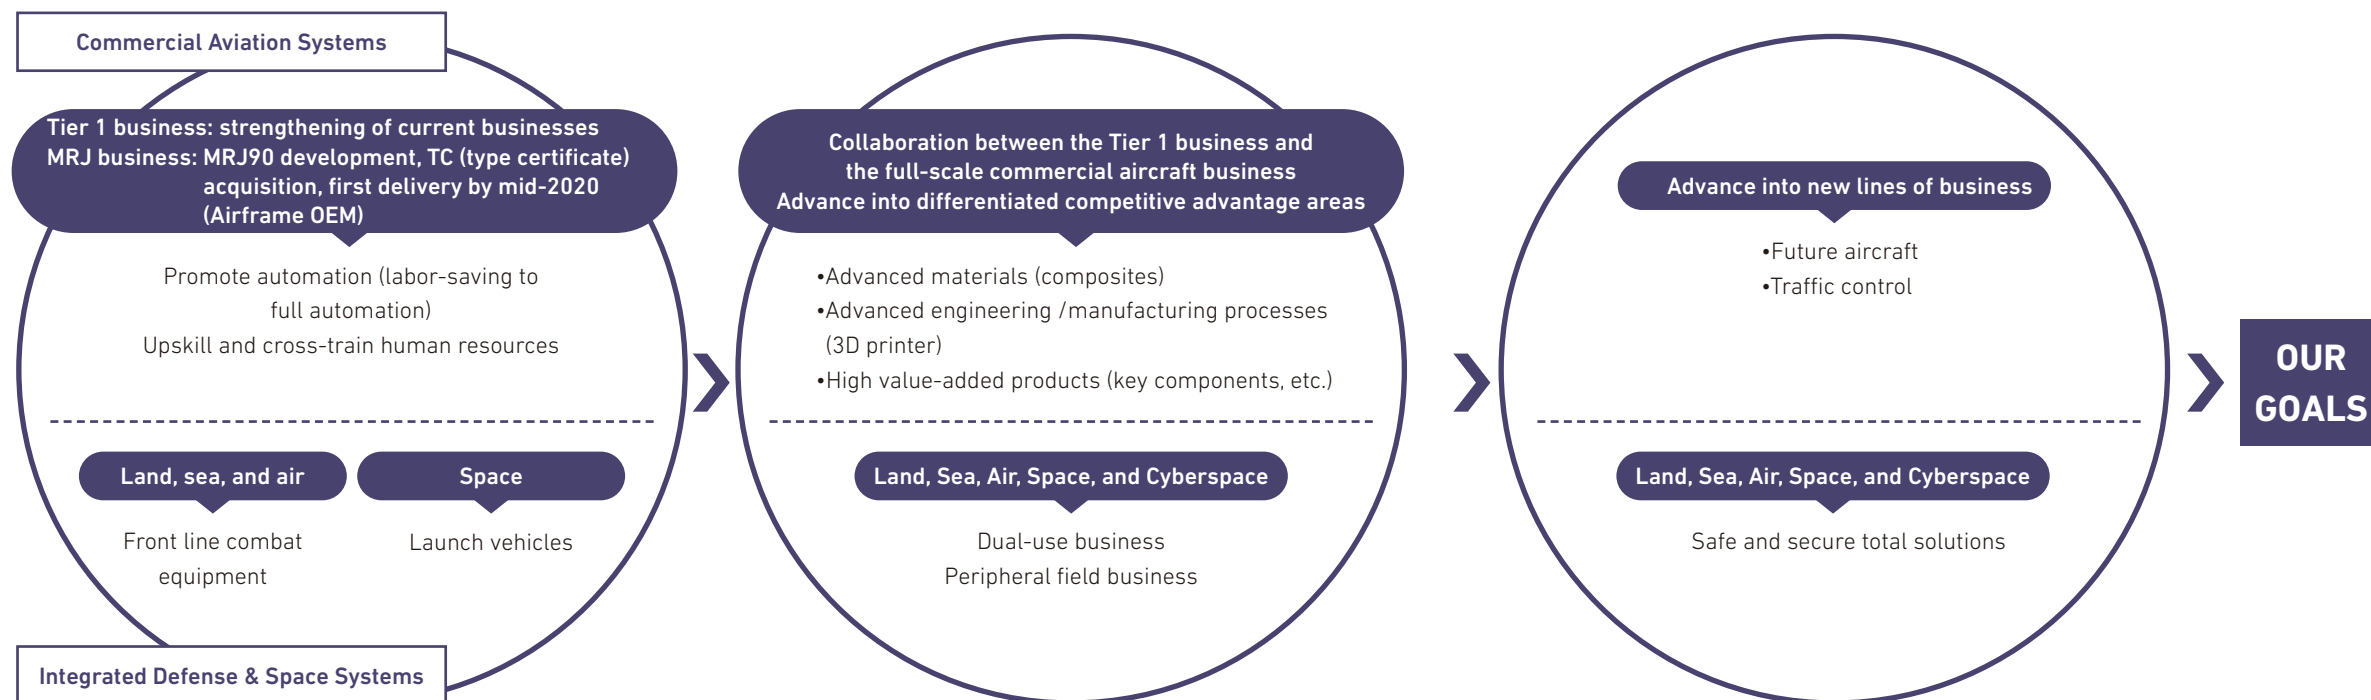 Commercial Aviation Systems
Tier 1 business: strengthening of current businesses
MRJ business: MRJ90 development, TC (type certificate)
acquisition, first delivery by mid-2020
(Airframe OEM)
Promote automation (labor-saving to
full automation)
Upskill and cross-train human resources
Land, sea, and air
Front line combat
equipment
Space
Launch vehicles
Integrated Defense & Space Systems
Collaboration between the Tier 1 business and
the full-scale commercial aircraft business
Advance into differentiated competitive advantage areas
•Advanced materials (composites)
•Advanced engineering /manufacturing processes
(3D printer)
•High value-added products (key components, etc.)
Land, Sea, Air, Space, and Cyberspace
Dual-use business
Peripheral field business
Advance into new lines of business
•Future aircraft
•Traffic control
Land, Sea, Air, Space, and Cyberspace
Safe and secure total solutions
OUR
GOALS